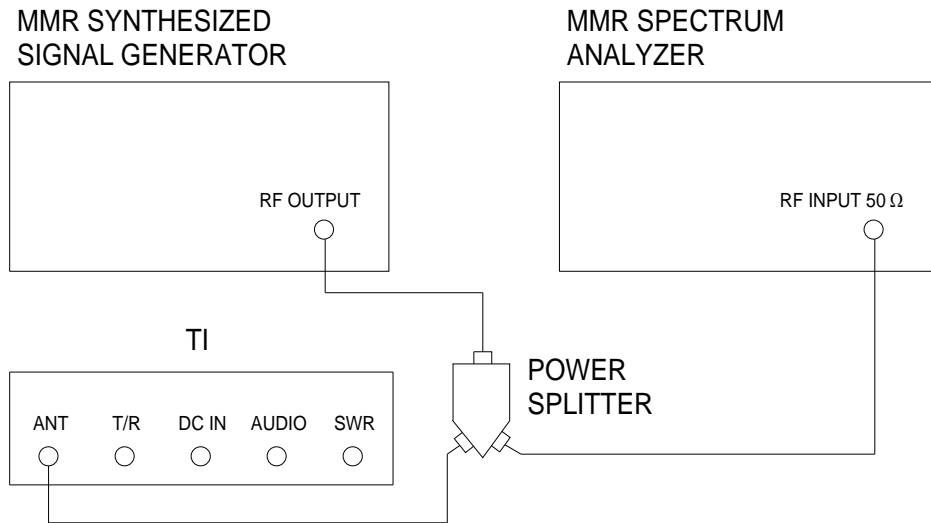 MMR SYNTHESIZED
SIGNAL GENERATOR
MMR SPECTRUM
ANALYZER
RF OUTPUT
RF INPUT 50 Ω
TI
POWER
SPLITTER
ANT T/R DC IN AUDIO SWR